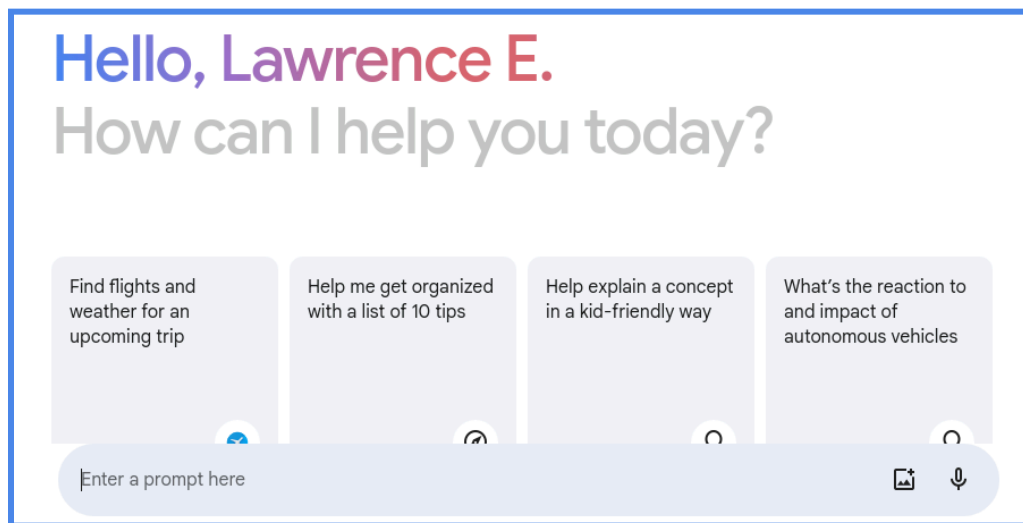 Hello, Lawrence E.
How can I help you today?
Find flights and
weather for an
upcoming trip
Help me get organized
with a list of 10 tips
Help explain a concept
in a kid-friendly way
What's the reaction to
and impact of
autonomous vehicles
Enter a prompt here